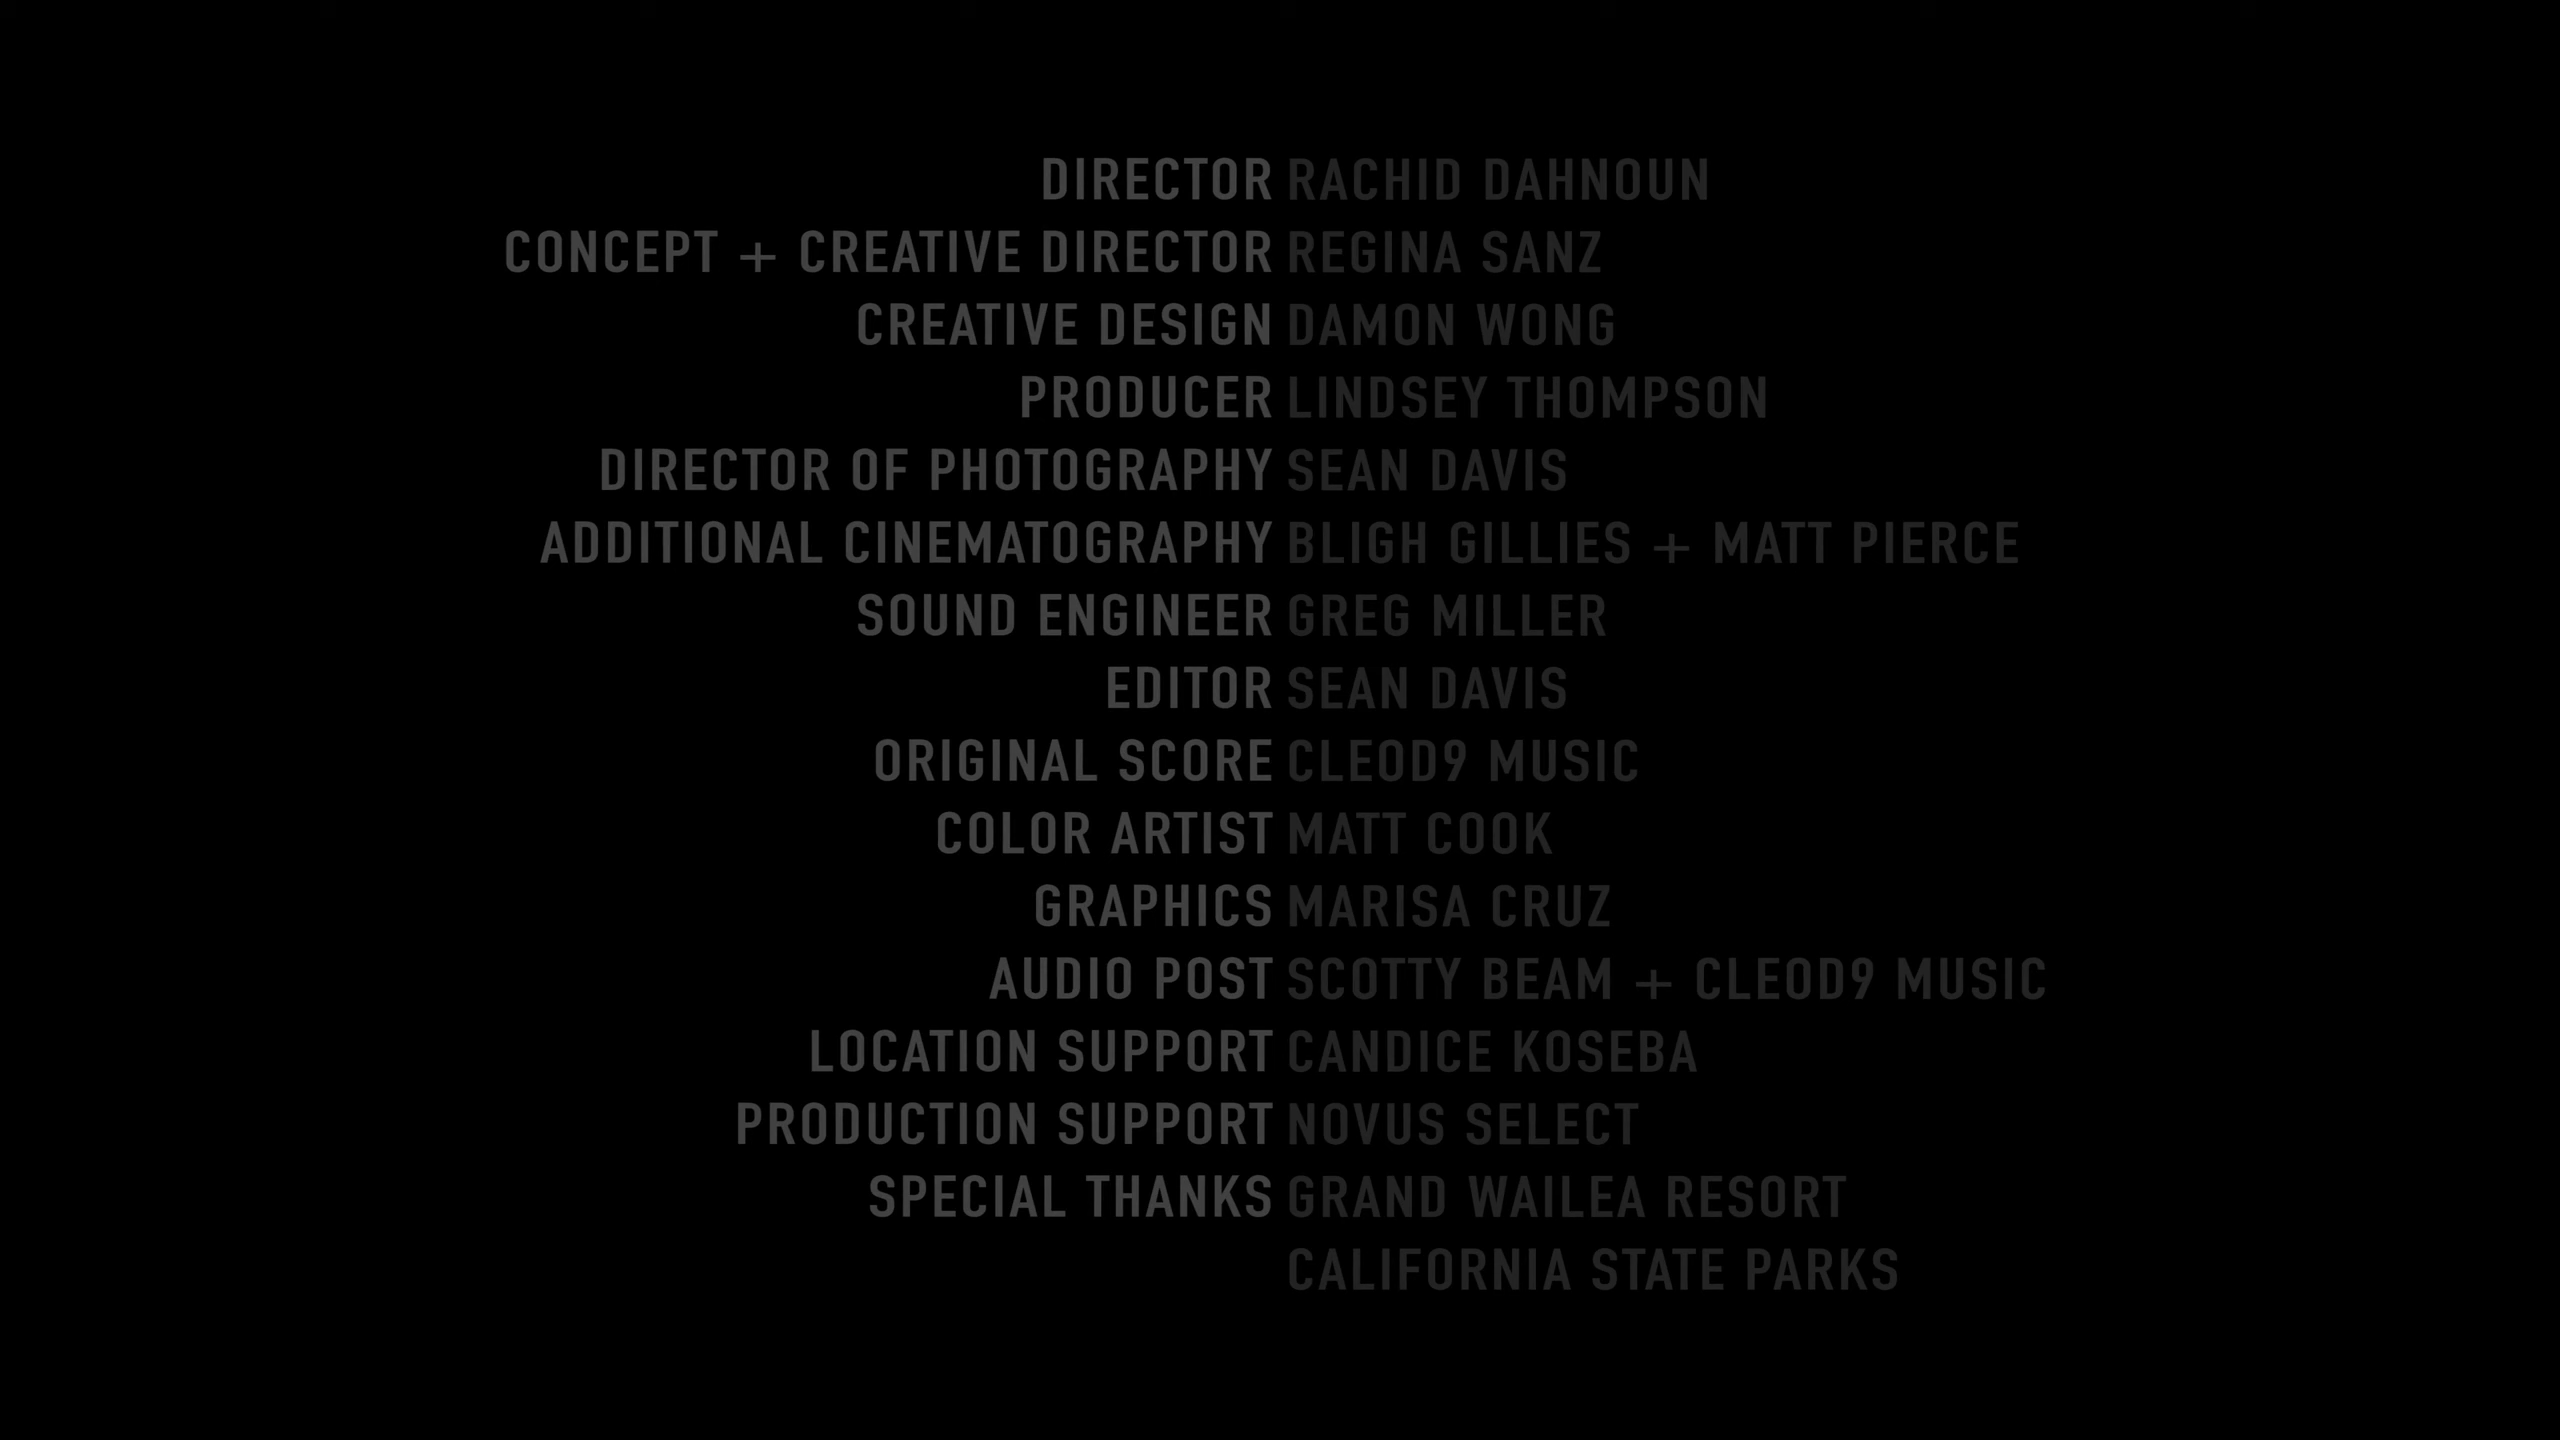 DIRECTOR RACHID DAHNOUN
CONCEPT + CREATIVE DIRECTOR REGINA SANZ
CREATIVE DESIGN DAMON WONG
PRODUCER LINDSEY THOMPSON
DIRECTOR OF PHOTOGRAPHY SEAN DAVIS
ADDITIONAL CINEMATOGRAPHY BLIGH GILLIES + MATT PIERCE
SOUND ENGINEER GREG MILLER
EDITOR SEAN DAVIS
ORIGINAL SCORE CLEOD9 MUSIC
COLOR ARTIST MATT COOK
GRAPHICS MARISA CRUZ
AUDIO POST SCOTTY BEAM + CLEOD9 MUSIC
LOCATION SUPPORT CANDICE KOSEBA
PRODUCTION SUPPORT NOVUS SELECT
SPECIAL THANKS GRAND WAILEA RESORT
CALIFORNIA STATE PARKS